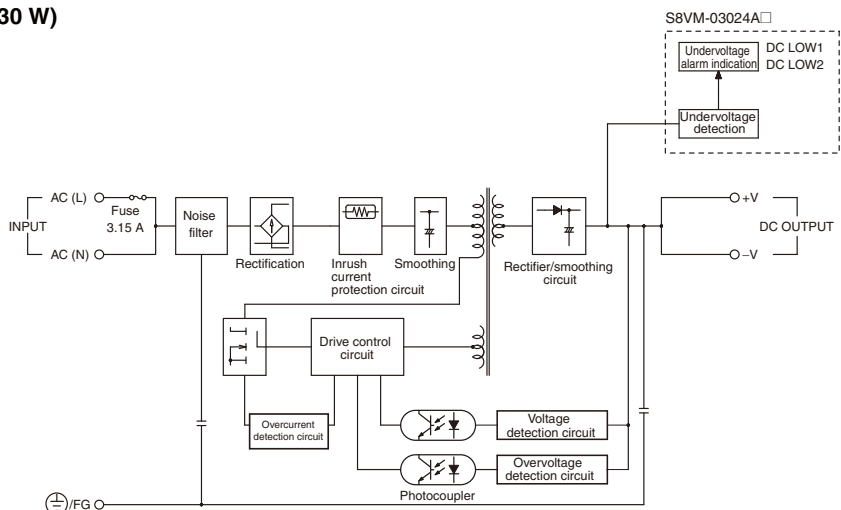 30 W)
S8VM-03024A□
Undervoltage
alarm indication
DC LOW1
DC LOW2
Undervoltage
detection
INPUT
AC (L)
AC (N)
Fuse
3.15 A
Noise
filter
Rectification
Inrush
current
protection circuit
Smoothing
Rectifier/smoothing
circuit
+V
–V
DC OUTPUT
Drive control
circuit
Overcurrent
detection circuit
Voltage
detection circuit
Overvoltage
detection circuit
Photocoupler
/FG